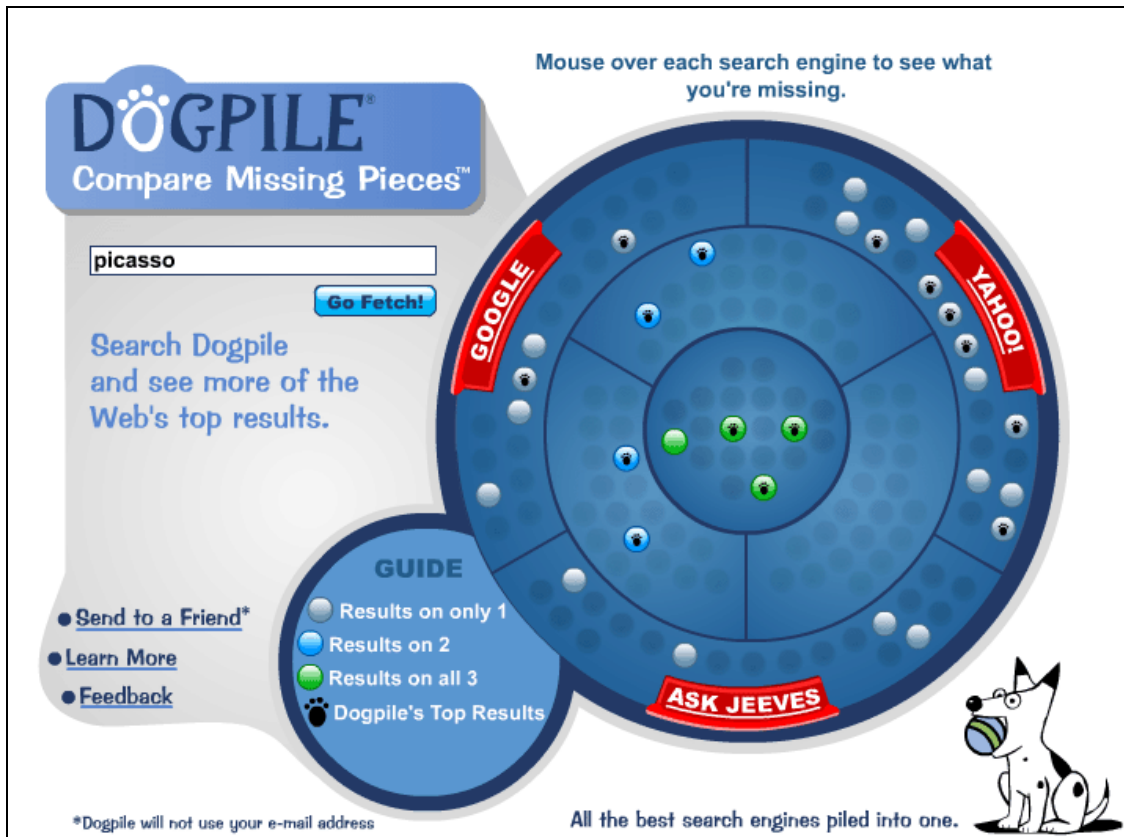 Mouse over each search engine to see what
you're missing.
DOGPILE®
Compare Missing Pieces™
picasso
Go Fetch!
Search Dogpile
and see more of the
Web's top results.
GOOGLE
YAHOO!
ASK JEEVES
GUIDE
Results on only 1
Results on 2
Results on all 3
Dogpile's Top Results
Send to a Friend*
Learn More
Feedback
*Dogpile will not use your e-mail address
All the best search engines piled into one.